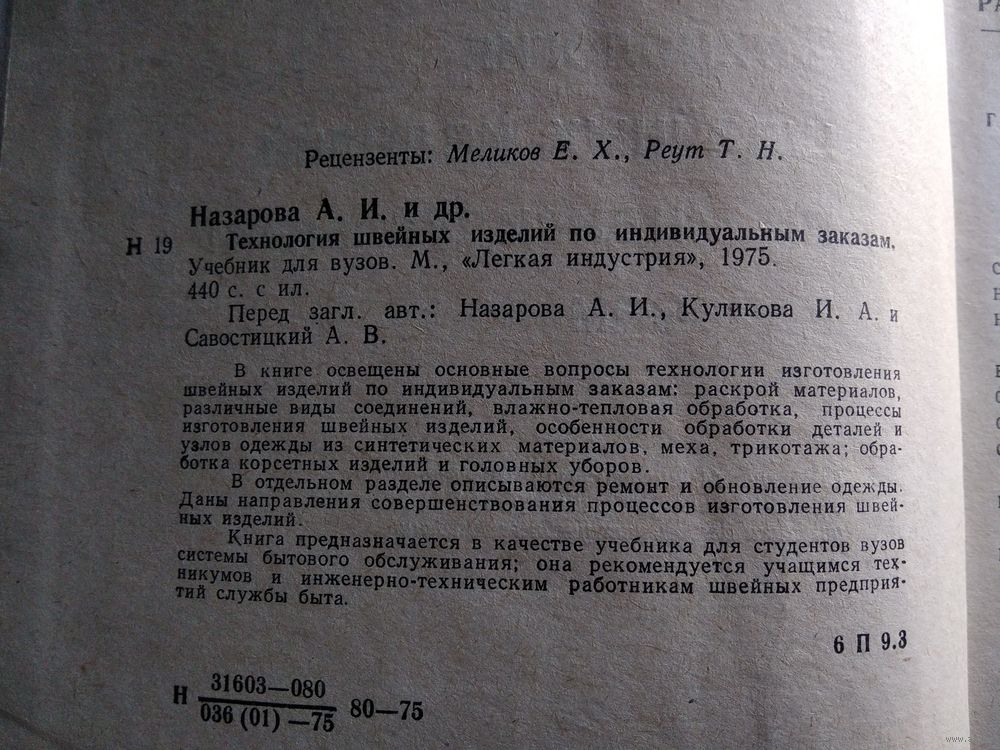 Рецензенты: Меликов Е. Х., Реут Т. Н.
Назарова А. И. и др.
Н 19 Технология швейных изделий по индивидуальным заказам.
Учебник для вузов. М., «Легкая индустрия», 1975.
440 с. с ил.
Перед загл. авт.: Назарова А. И., Куликова И. А. и
Савостицкий А. В.
В книге освещены основные вопросы технологии изготовления
швейных изделий по индивидуальным заказам: раскрой материалов,
различные виды соединений, влажно-тепловая обработка, процессы
изготовления швейных изделий, особенности обработки деталей и
узлов одежды из синтетических материалов, меха, трикотажа; обра-
ботка корсетных изделий и головных уборов.
В отдельном разделе описываются ремонт и обновление одежды.
Даны направления совершенствования процессов изготовления швей-
ных изделий.
Книга предназначается в качестве учебника для студентов вузов
системы бытового обслуживания; она рекомендуется учащимся тех-
никумов и инженерно-техническим работникам швейных предприя-
тий службы быта.
6 П 9.3
Н 31603—080
036 (01)—75 80—75